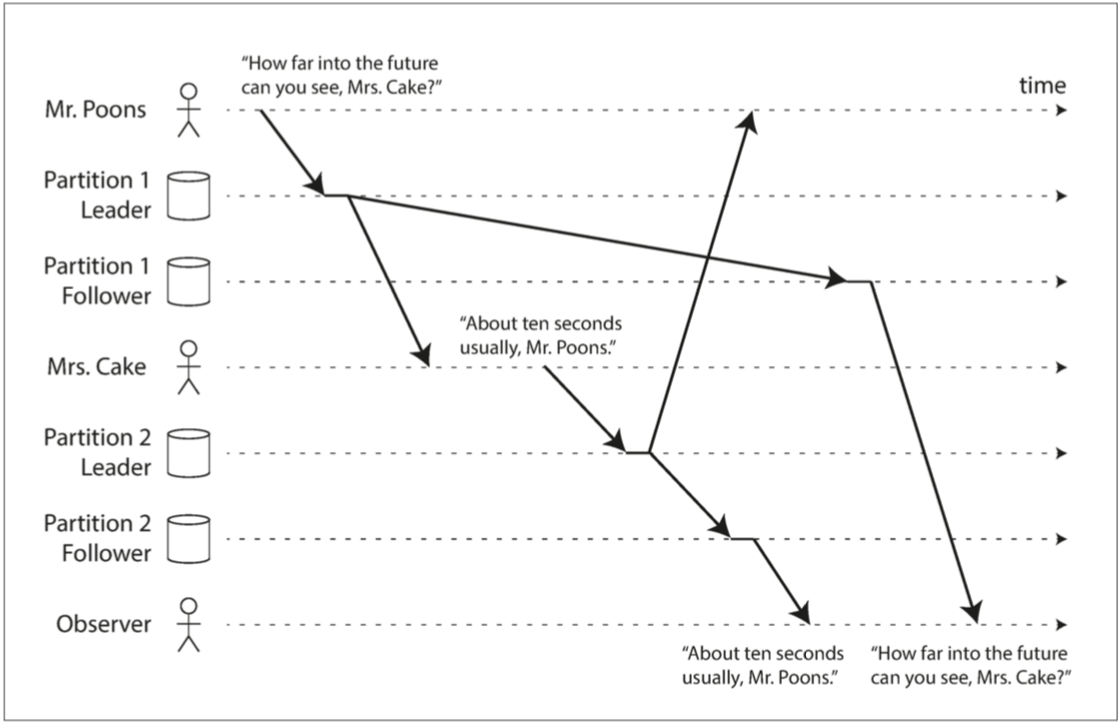 “How far into the future
can you see, Mrs. Cake?”
time
Mr. Poons
Partition 1
Leader
Partition 1
Follower
“About ten seconds
usually, Mr. Poons.”
Mrs. Cake
Partition 2
Leader
Partition 2
Follower
Observer
“About ten seconds
usually, Mr. Poons.”
“How far into the future
can you see, Mrs. Cake?”